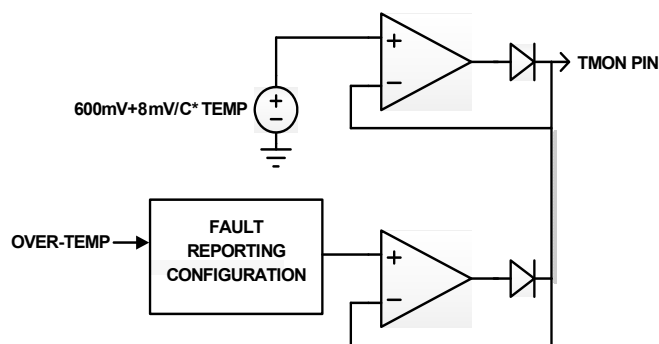 +
−
TMON PIN
600mV+8mV/C* TEMP
+
−
OVER-TEMP
FAULT
REPORTING
CONFIGURATION
+
−